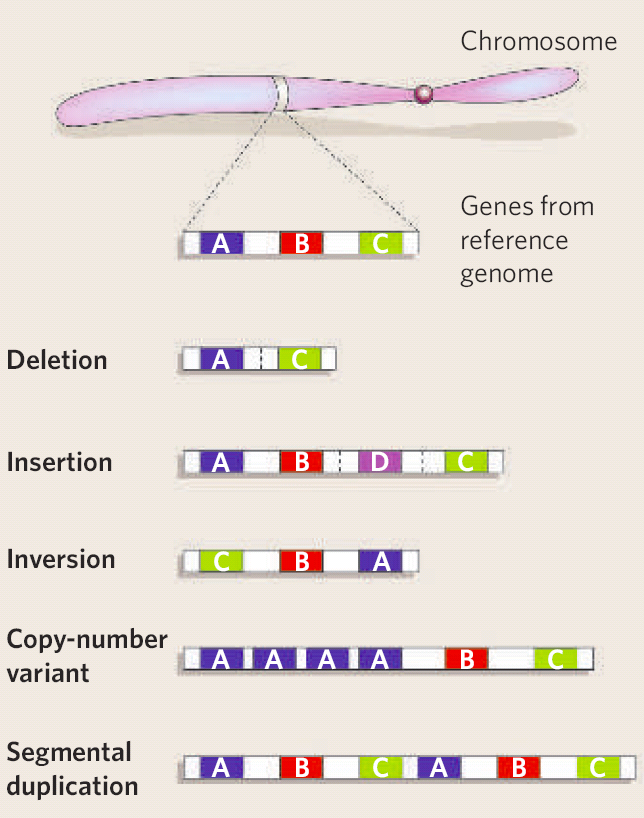 Chromosome
Genes from
reference
genome
A B C
Deletion
A C
Insertion
A B D C
Inversion
C B A
Copy-number
variant
A A A A B C
Segmental
duplication
A B C A B C